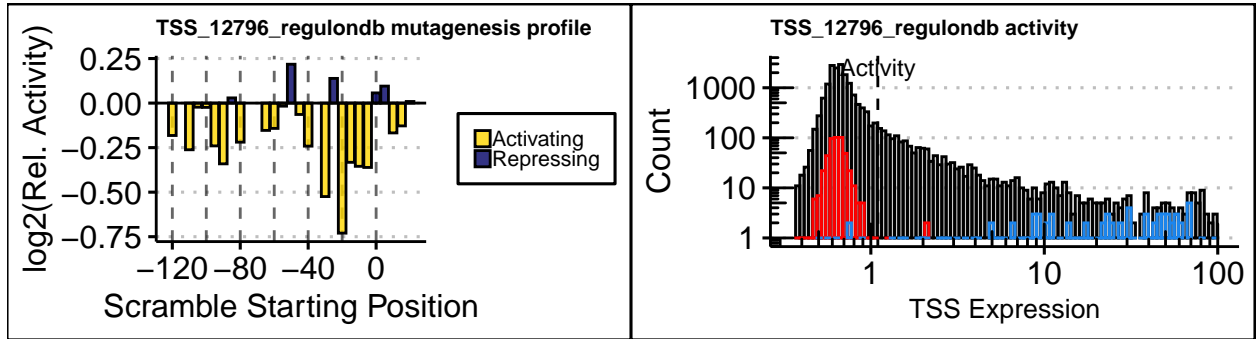 TSS_12796_regulondb mutagenesis profile
log2(Rel. Activity)
0.25
0.00
−0.25
−0.50
−0.75
−120 −80 −40 0
Scramble Starting Position
Activating
Repressing
TSS_12796_regulondb activity
Activity
Count
1000
100
10
1
1 10 100
TSS Expression